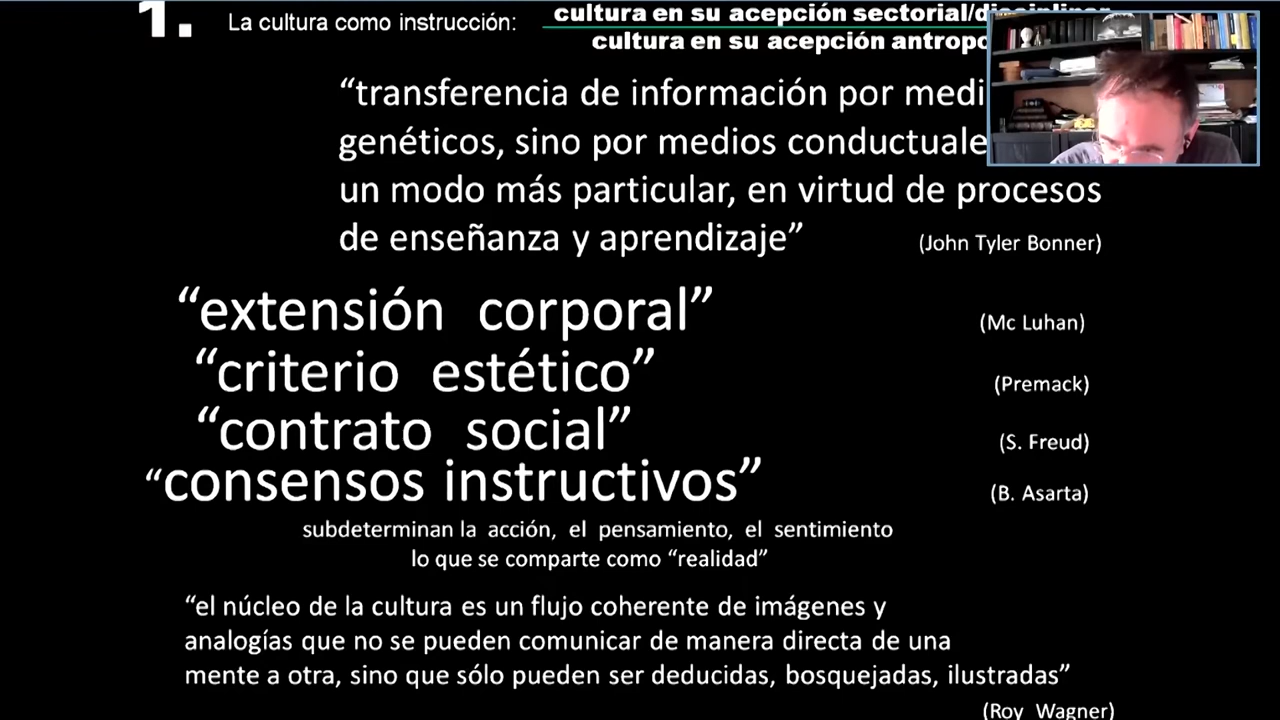 1. La cultura como instrucción: cultura en su acepción
cultura en su acepción
“transferencia de información por
genéticos, sino por medios
un modo más particular, en virtud de procesos
de enseñanza y aprendizaje” (John Tyler Bonner)
“extensión corporal” (Mc Luhan)
“criterio estético” (Premack)
“contrato social” (S. Freud)
“consensos instructivos” (B. Asarta)
subdeterminan la acción, el pensamiento, el sentimiento
lo que se comparte como “realidad”
“el núcleo de la cultura es un flujo coherente de imágenes y
analogías que no se pueden comunicar de manera directa de una
mente a otra, sino que sólo pueden ser deducidas, bosquejadas, ilustradas”
(Roy Wagner)